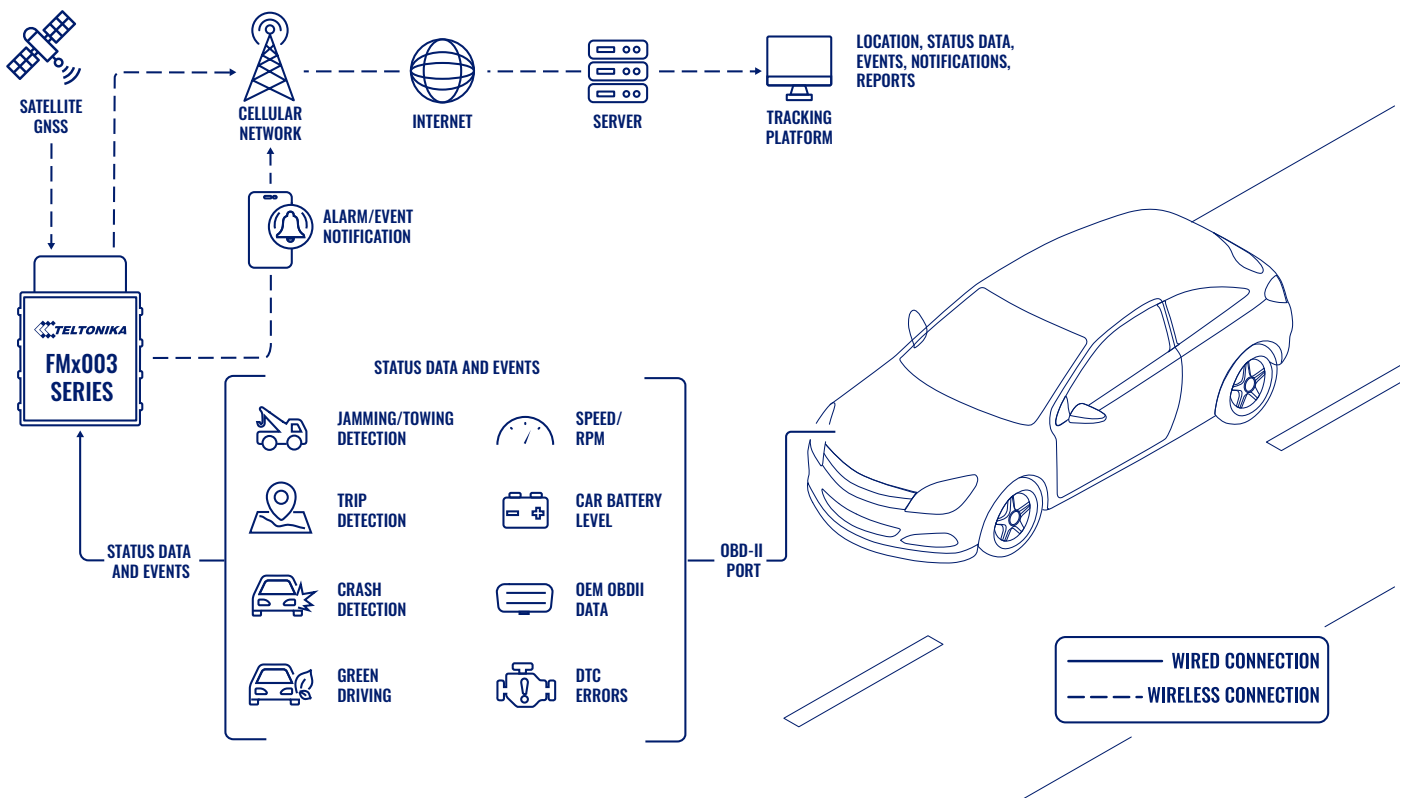 SATELLITE
GNSS
CELLULAR
NETWORK
INTERNET
SERVER
TRACKING
PLATFORM
LOCATION, STATUS DATA,
EVENTS, NOTIFICATIONS,
REPORTS
ALARM/EVENT
NOTIFICATION
TELTONIKA
FMx003
SERIES
STATUS DATA AND EVENTS
JAMMING/TOWING
DETECTION
SPEED/
RPM
TRIP
DETECTION
CAR BATTERY
LEVEL
STATUS DATA
AND EVENTS
OBD-II
PORT
CRASH
DETECTION
OEM OBDII
DATA
GREEN
DRIVING
DTC
ERRORS
WIRED CONNECTION
WIRELESS CONNECTION